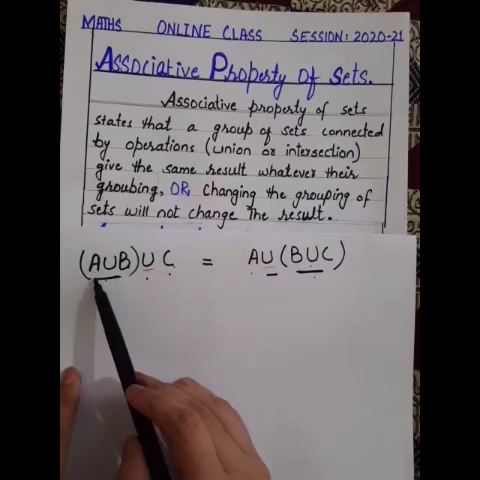 MATHS ONLINE CLASS SESSION: 2020-21
Associative Property Of Sets.
Associative property of sets
states that a group of sets connected
by operations (union or intersection)
give the same result whatever their
groubing, OR, Changing the grouping of
sets will not change the result.
(AUB)UC = AU(BUC)